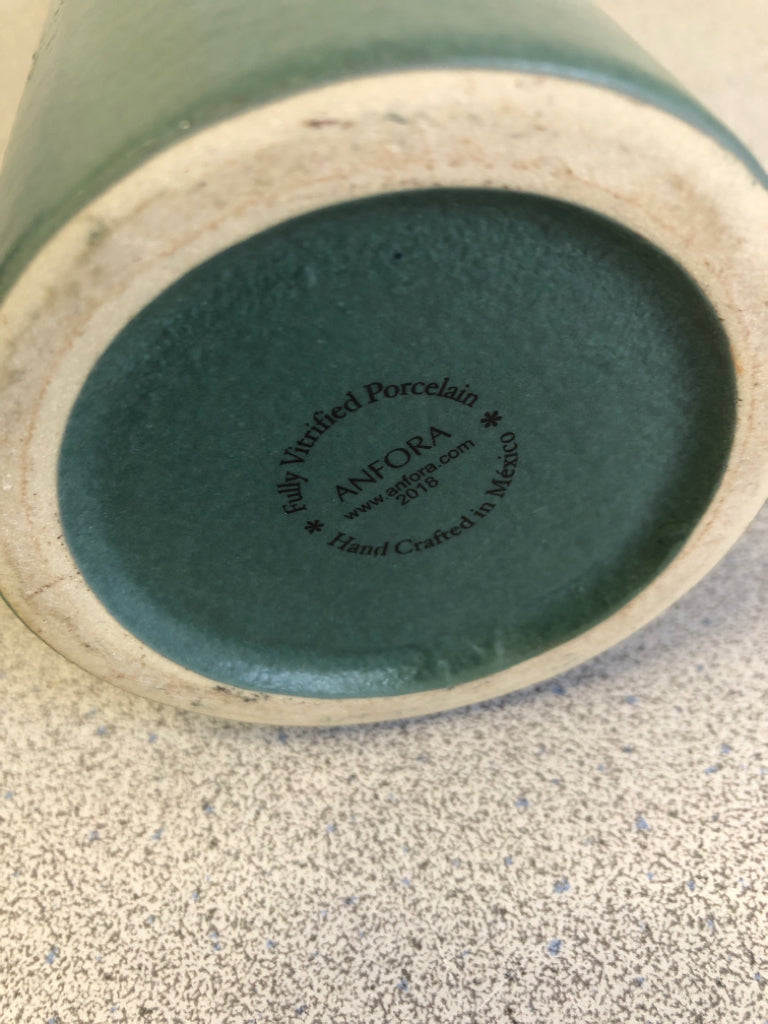 Fully Vitrified Porcelain
ANFORA
www.anfora.com
2018
* Hand Crafted in México *